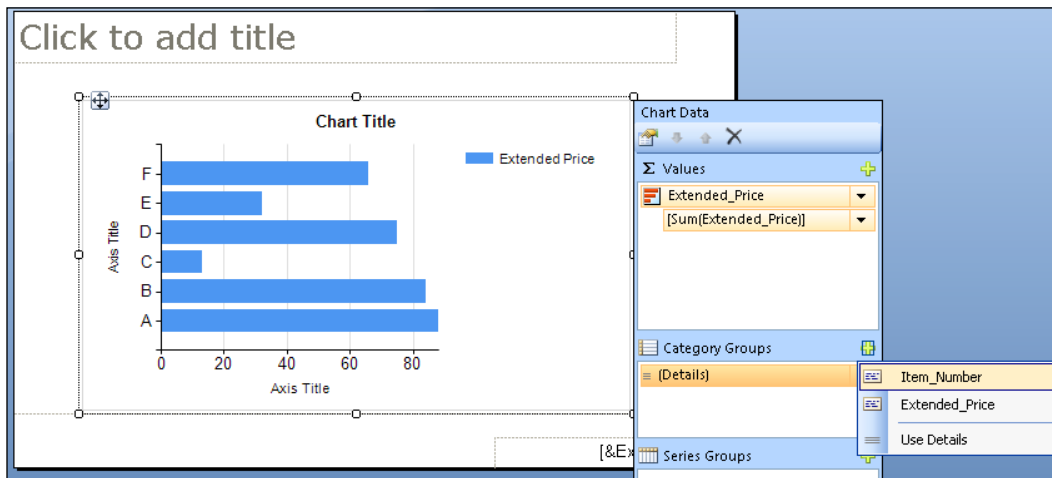 Click to add title
Chart Title
Extended Price
F
E
D
C
B
A
Axis Title
0 20 40 60 80
Axis Title
[&Ex
Chart Data
Σ Values
Extended_Price
[Sum(Extended_Price)]
Category Groups
(Details)
Item_Number
Extended_Price
Use Details
Series Groups